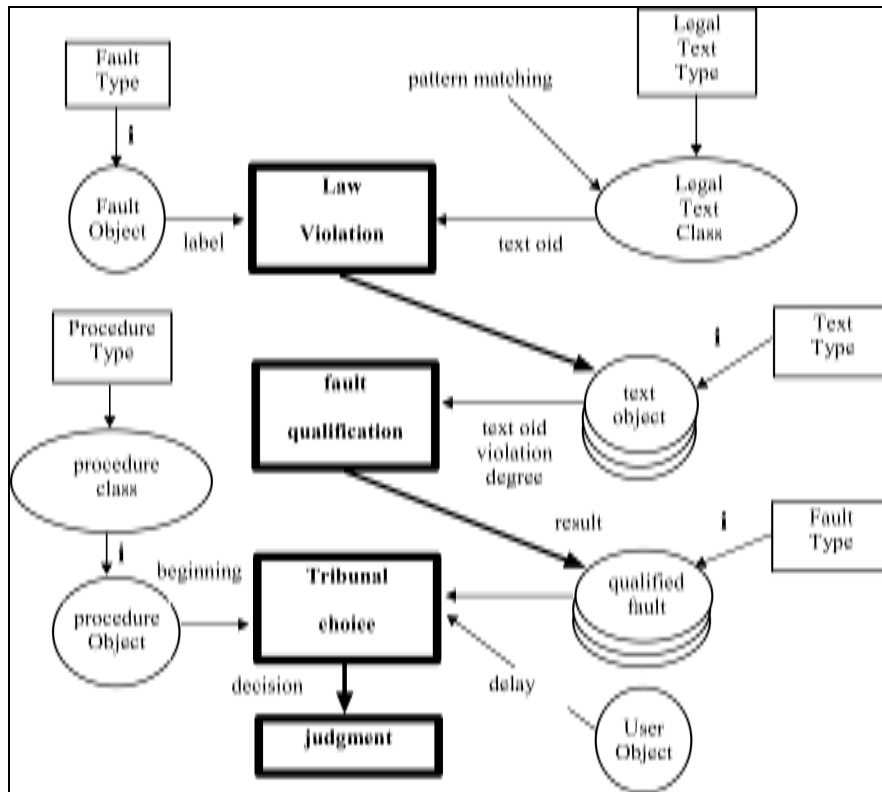 Fault
Type
Legal
Text
Type
pattern matching
i
Fault
Object
label
Law
Violation
text oid
Legal
Text
Class
Procedure
Type
i
Text
Type
fault
qualification
text oid
violation
degree
text
object
procedure
class
result
i
Fault
Type
i
beginning
procedure
Object
Tribunal
choice
qualified
fault
decision
delay
judgment
User
Object